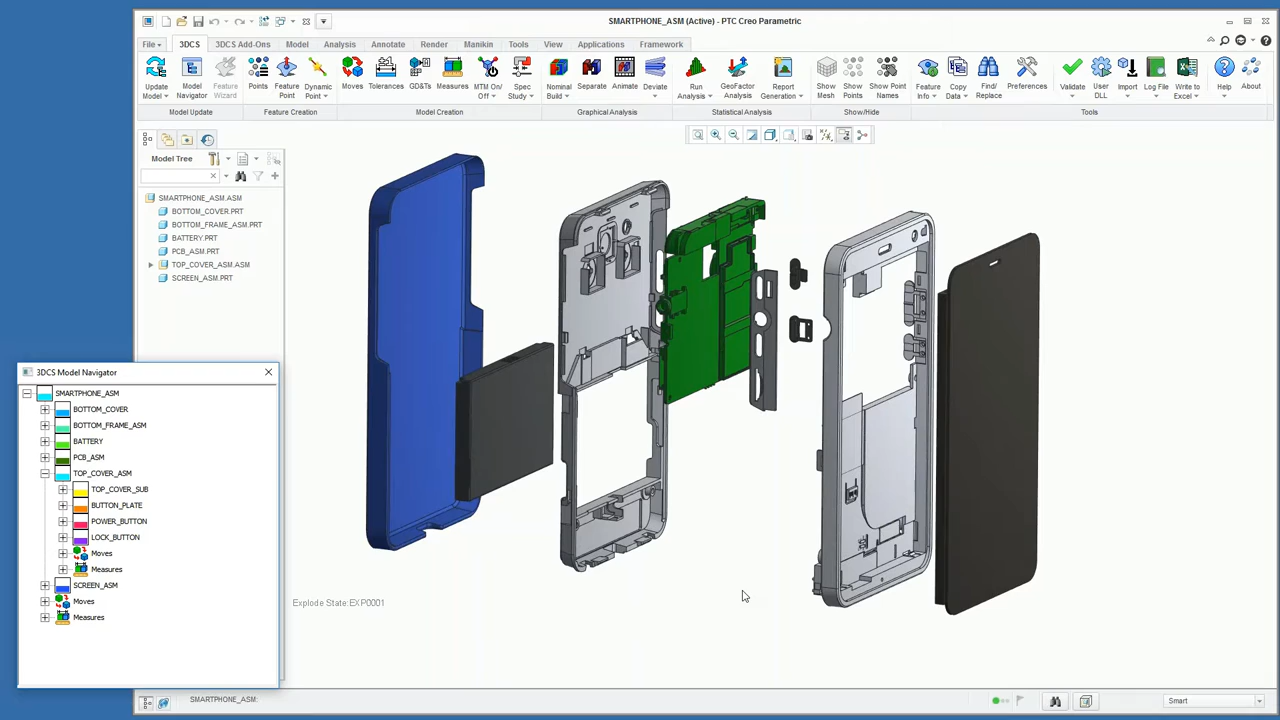 SMARTPHONE_ASM (Active) - PTC Creo Parametric
File 3DCS 3DCS Add-Ons Model Analysis Annotate Render Manikin Tools View Applications Framework
Update Model Model Navigator Feature Wizard Points Feature Point Dynamic Point Moves Tolerances GD&Ts Measures MTM On/Off Spec Study Nominal Build Separate Animate Deviate Run Analysis GeoFactor Analysis Report Generation Show Mesh Show Points Show Point Names Feature Info Copy Data Find/Replace Preferences Validate User DLL Import Log File Write to Excel Help About
Model Update Feature Creation Model Creation Graphical Analysis Statistical Analysis Show/Hide Tools
Model Tree
SMARTPHONE_ASM.ASM
BOTTOM_COVER.PRT
BOTTOM_FRAME_ASM.PRT
BATTERY.PRT
PCB_ASM.PRT
TOP_COVER_ASM.ASM
SCREEN_ASM.PRT
3DCS Model Navigator
SMARTPHONE_ASM
BOTTOM_COVER
BOTTOM_FRAME_ASM
BATTERY
PCB_ASM
TOP_COVER_ASM
TOP_COVER_SUB
BUTTON_PLATE
POWER_BUTTON
LOCK_BUTTON
Moves
Measures
SCREEN_ASM
Moves
Measures
Explode State:EXP0001
SMARTPHONE_ASM:
Smart